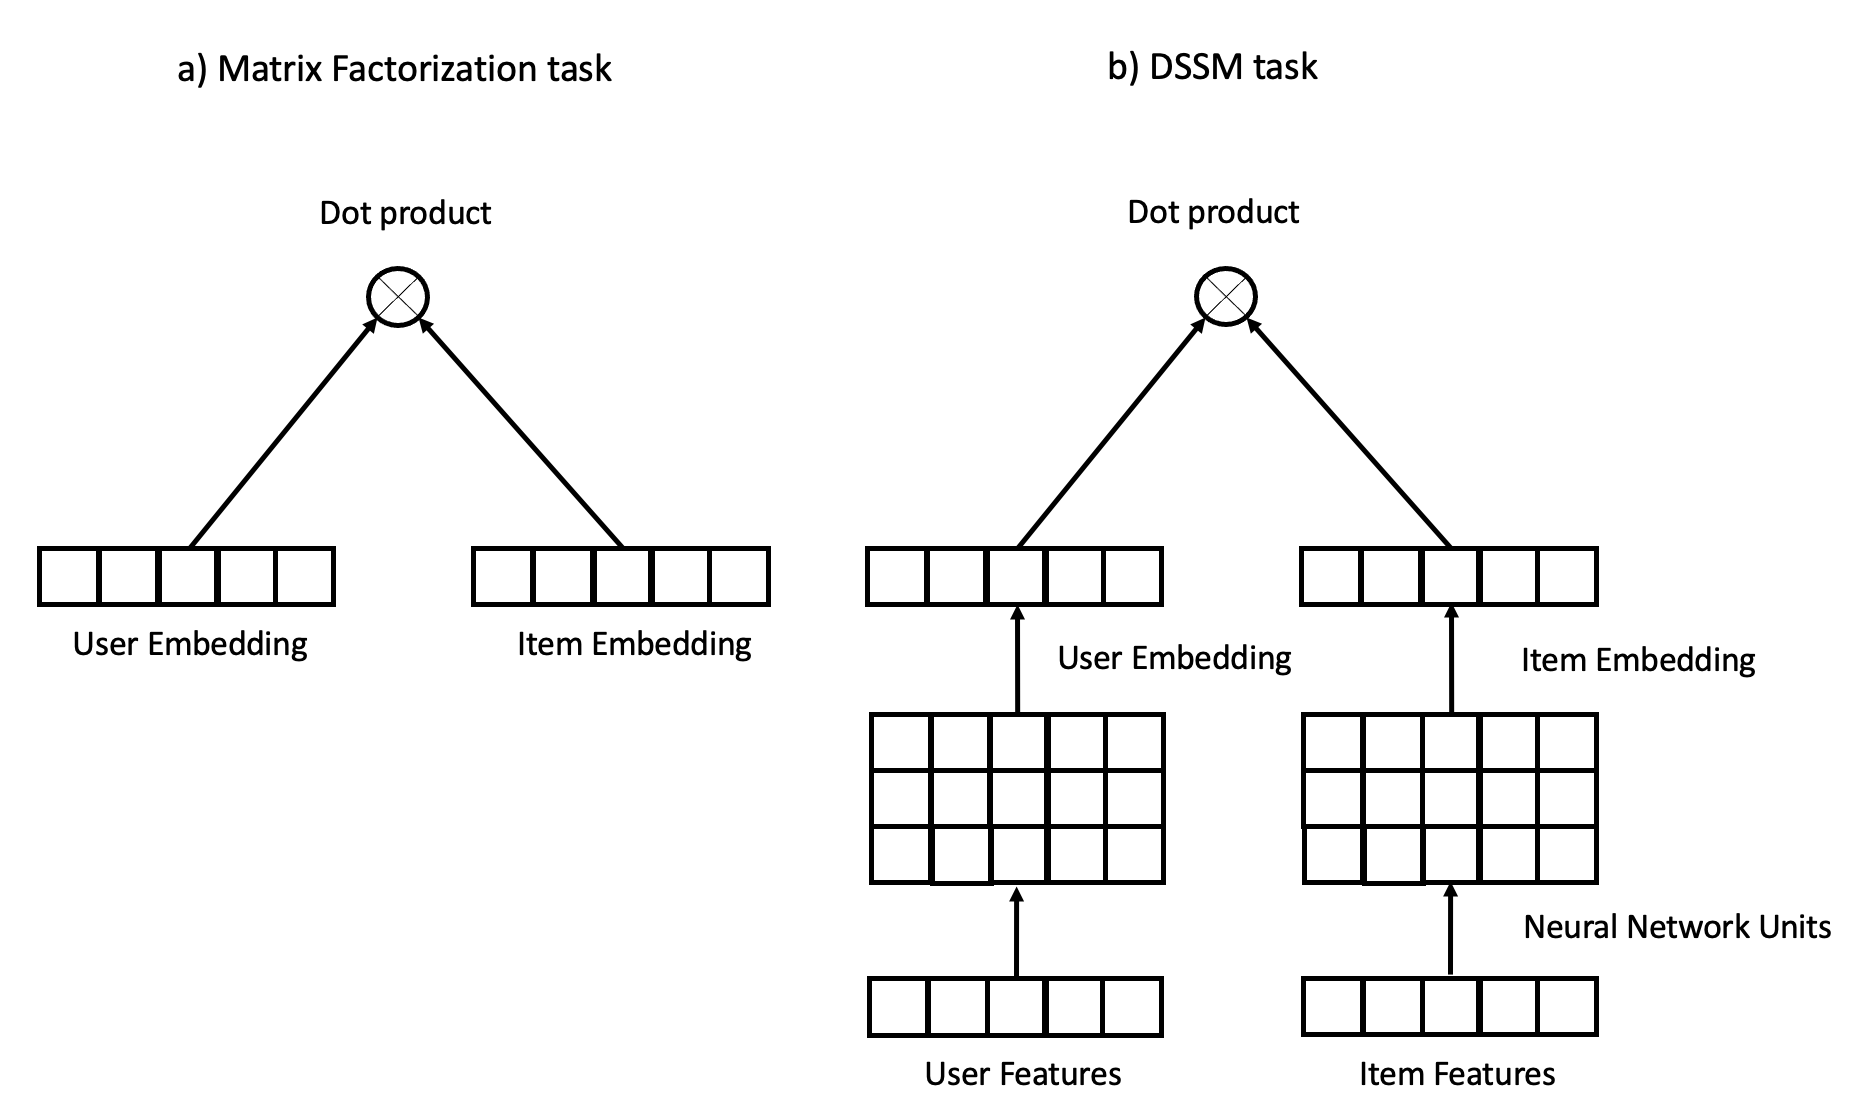 a) Matrix Factorization task
Dot product
User Embedding
Item Embedding
b) DSSM task
Dot product
User Embedding
Item Embedding
Neural Network Units
User Features
Item Features